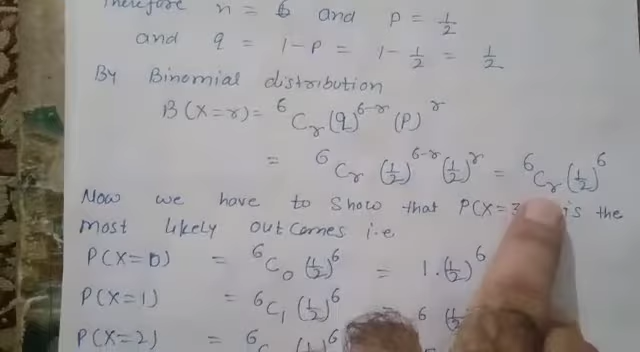 Therefore n = 6 and P = 1/2
and q = 1-P = 1-1/2 = 1/2
By Binomial distribution
B(X=r) = ⁶Cᵣ (q)⁶⁻ʳ (P)ʳ
= ⁶Cᵣ (1/2)⁶⁻ʳ (1/2)ʳ = ⁶Cᵣ (1/2)⁶
Now we have to Show that P(X=3 is the
most likely outcomes i.e
P(X=0) = ⁶C₀ (1/2)⁶ = 1.(1/2)⁶
P(X=1) = ⁶C₁ (1/2)⁶ = 6 (1/2)
P(X=2) = ⁶C